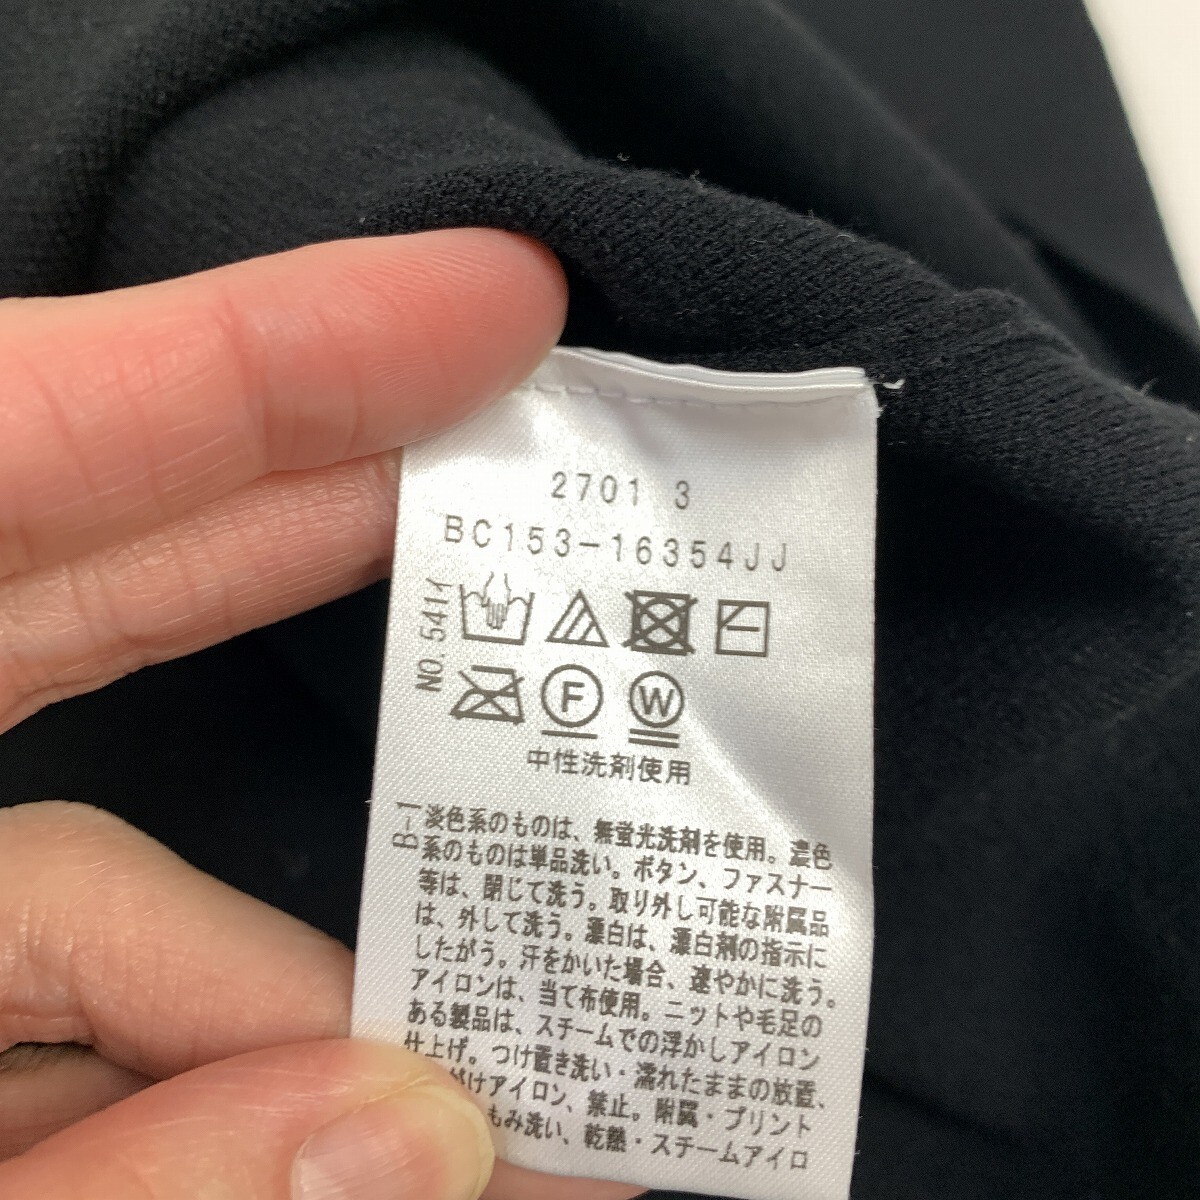 2701 3
BC153-16354JJ
NO.541イ
F W
中性洗剤使用
B-1
淡色系のものは、無蛍光洗剤を使用。濃色
系のものは単品洗い。ボタン、ファスナー
等は、閉じて洗う。取り外し可能な附属品
は、外して洗う。漂白は、漂白剤の指示に
したがう。汗をかいた場合、速やかに洗う。
アイロンは、当て布使用。ニットや毛足の
ある製品は、スチームでの浮かしアイロン
仕上げ。つけ置き洗い・濡れたままの放置、
がけアイロン、禁止。附属・プリント
もみ洗い、乾熱・スチームアイロ